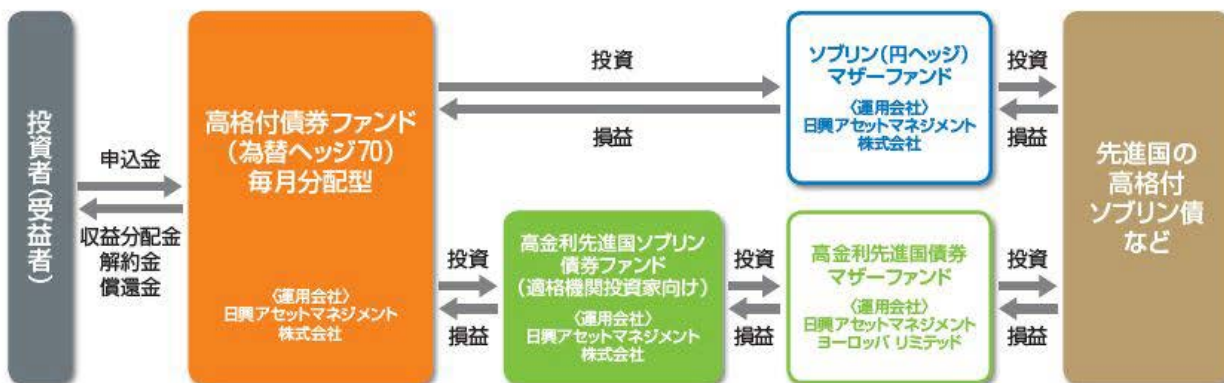 投資者(受益者)
申込金
収益分配金
解約金
償還金
高格付債券ファンド
(為替ヘッジ70)
毎月分配型
〈運用会社〉
日興アセットマネジメント
株式会社
投資
損益
ソブリン(円ヘッジ)
マザーファンド
〈運用会社〉
日興アセットマネジメント
株式会社
投資
損益
投資
損益
高金利先進国ソブリン
債券ファンド
(適格機関投資家向け)
〈運用会社〉
日興アセットマネジメント
株式会社
投資
損益
高金利先進国債券
マザーファンド
〈運用会社〉
日興アセットマネジメント
ヨーロッパ リミテッド
投資
損益
先進国の
高格付
ソブリン債
など